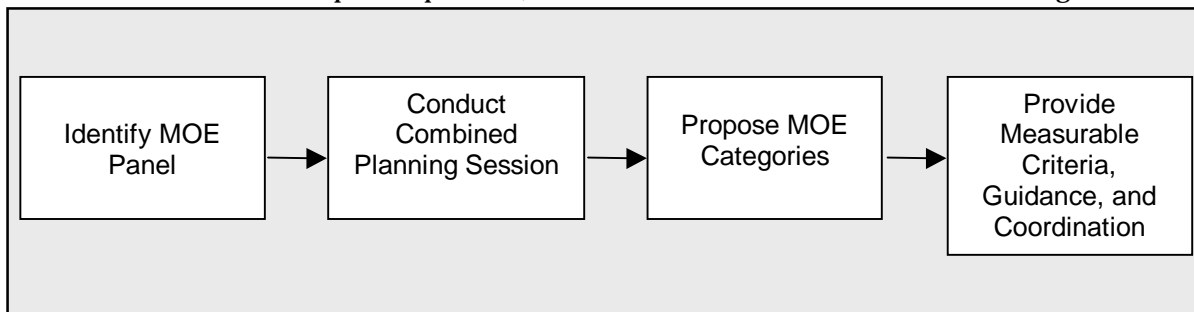 Identify MOE
Panel
Conduct
Combined
Planning Session
Propose MOE
Categories
Provide
Measurable
Criteria,
Guidance, and
Coordination